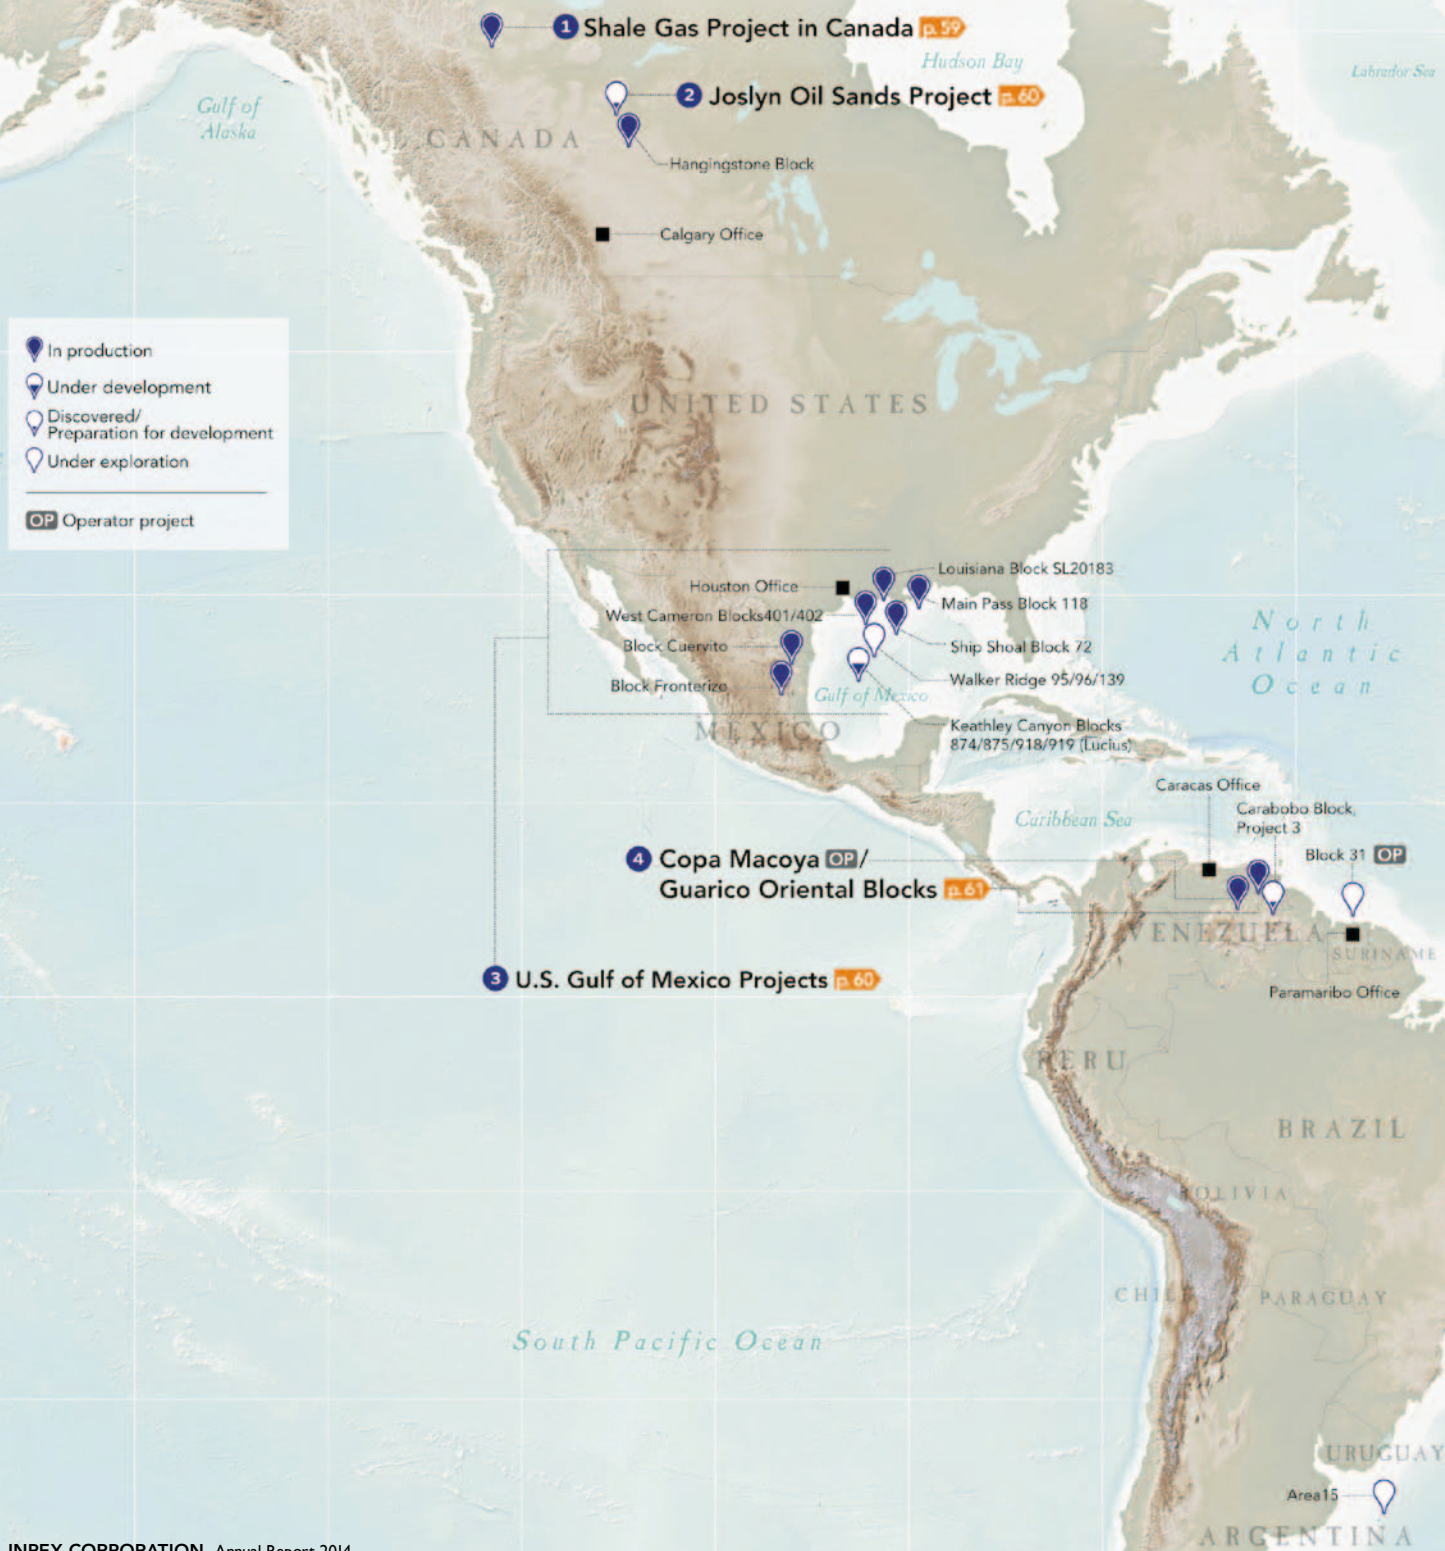 1 Shale Gas Project in Canada p.59
Hudson Bay
Labrador Sea
Gulf of
Alaska
2 Joslyn Oil Sands Project p.60
CANADA
Hangingstone Block
Calgary Office
In production
Under development
Discovered/
Preparation for development
Under exploration
OP Operator project
UNITED STATES
Louisiana Block SL20183
Houston Office
Main Pass Block 118
West Cameron Blocks401/402
Block Cuervito
Ship Shoal Block 72
Walker Ridge 95/96/139
Block Fronterizo
Gulf of Mexico
North
Atlantic
Ocean
MEXICO
Keathley Canyon Blocks
874/875/918/919 (Lucius)
Caracas Office
Caribbean Sea
Carabobo Block,
Project 3
Block 31 OP
4 Copa Macoya OP/
Guarico Oriental Blocks p.61
VENEZUELA
SURINAME
3 U.S. Gulf of Mexico Projects p.60
Paramaribo Office
PERU
BRAZIL
BOLIVIA
CHILE
PARAGUAY
South Pacific Ocean
URUGUAY
Area15
ARGENTINA
INPEX CORPORATION Annual Report 2014